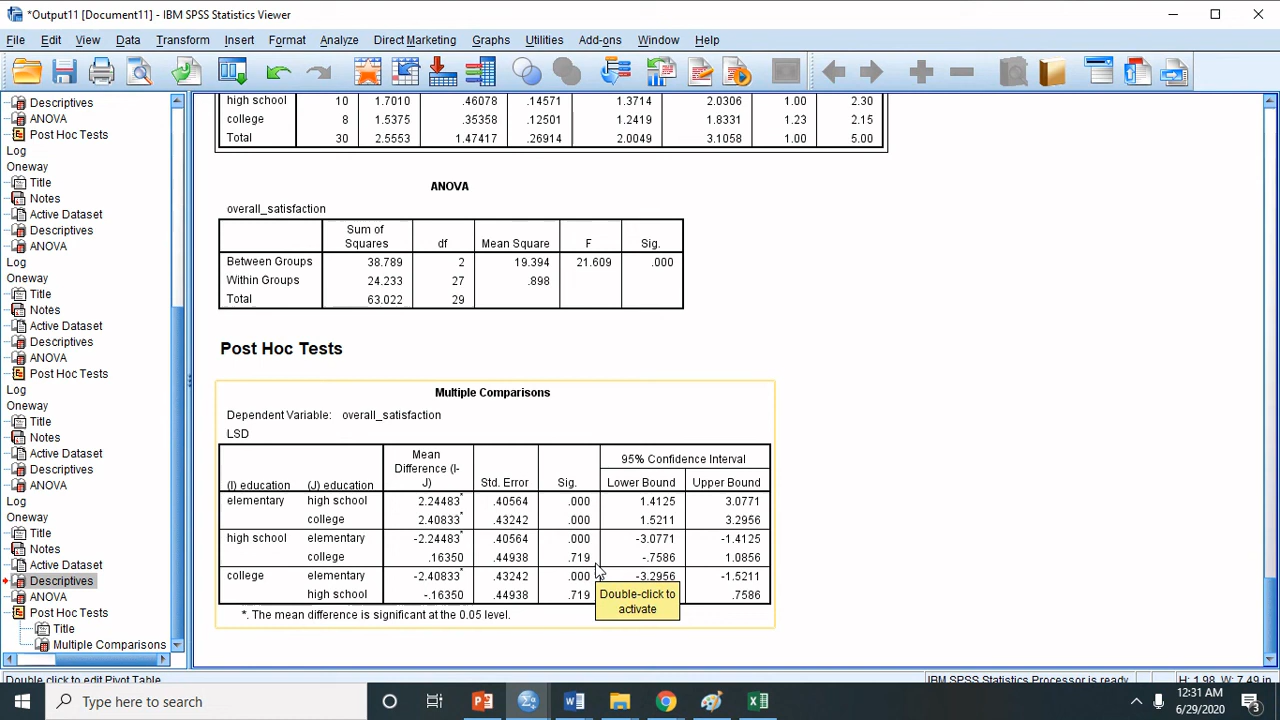 *Output11 [Document11] - IBM SPSS Statistics Viewer
File Edit View Data Transform Insert Format Analyze Direct Marketing Graphs Utilities Add-ons Window Help
Descriptives
ANOVA
Post Hoc Tests
Log
Oneway
Title
Notes
Active Dataset
Descriptives
ANOVA
Log
Oneway
Title
Notes
Active Dataset
Descriptives
ANOVA
Post Hoc Tests
Log
Oneway
Title
Notes
Active Dataset
Descriptives
ANOVA
Log
Oneway
Title
Notes
Active Dataset
Descriptives
ANOVA
Post Hoc Tests
Title
Multiple Comparisons
high school 10 1.7010 .46078 .14571 1.3714 2.0306 1.00 2.30
college 8 1.5375 .35358 .12501 1.2419 1.8331 1.23 2.15
Total 30 2.5553 1.47417 .26914 2.0049 3.1058 1.00 5.00
ANOVA
overall_satisfaction
Sum of
Squares df Mean Square F Sig.
Between Groups 38.789 2 19.394 21.609 .000
Within Groups 24.233 27 .898
Total 63.022 29
Post Hoc Tests
Multiple Comparisons
Dependent Variable: overall_satisfaction
LSD
Mean
Difference (I-
J) Std. Error Sig. 95% Confidence Interval
(I) education (J) education Lower Bound Upper Bound
elementary high school 2.24483* .40564 .000 1.4125 3.0771
college 2.40833* .43242 .000 1.5211 3.2956
high school elementary -2.24483* .40564 .000 -3.0771 -1.4125
college .16350 .44938 .719 -.7586 1.0856
college elementary -2.40833* .43242 .000 -3.2956 -1.5211
high school -.16350 .44938 .719 .7586
*. The mean difference is significant at the 0.05 level.
Double-click to
activate
Double click to edit Pivot Table
IBM SPSS Statistics Processor is ready
H: 1.98, W: 7.49 in.
Type here to search
12:31 AM
6/29/2020
3